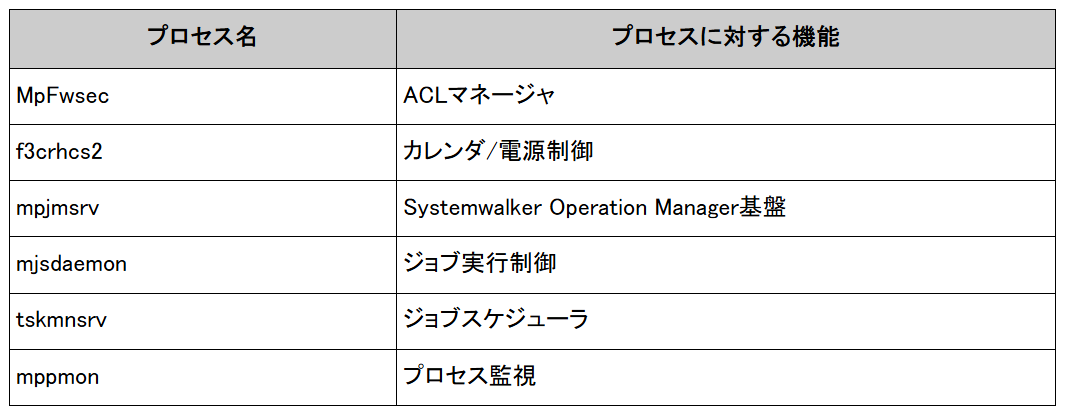 プロセス名 プロセスに対する機能
MpFwsec ACLマネージャ
f3crhcs2 カレンダ/電源制御
mpjmsrv Systemwalker Operation Manager基盤
mjsdaemon ジョブ実行制御
tskmnsrv ジョブスケジューラ
mppmon プロセス監視